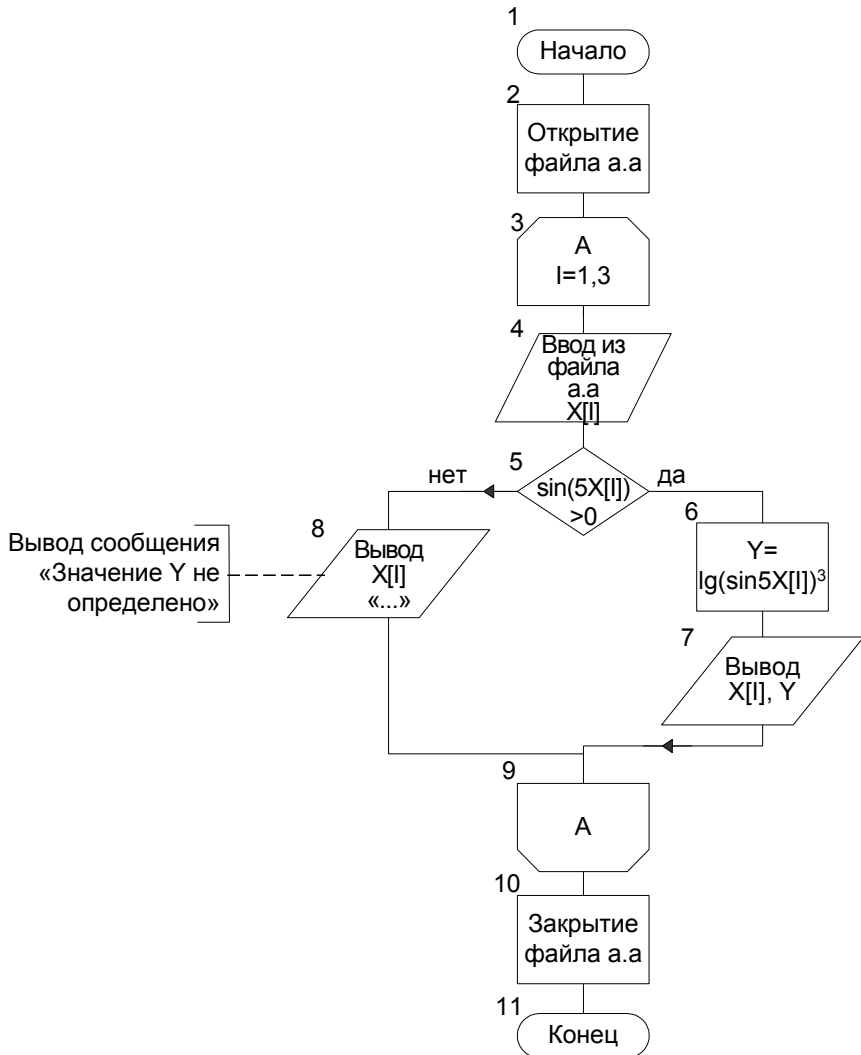 1
Начало
2
Открытие
файла а.а
3
А
I=1,3
4
Ввод из
файла
а.а
X[I]
5
нет
sin(5X[I])
>0
да
6
Y=
lg(sin5X[I])³
7
Вывод
X[I], Y
8
Вывод
X[I]
«...»
Вывод сообщения
«Значение Y не
определено»
9
А
10
Закрытие
файла а.а
11
Конец